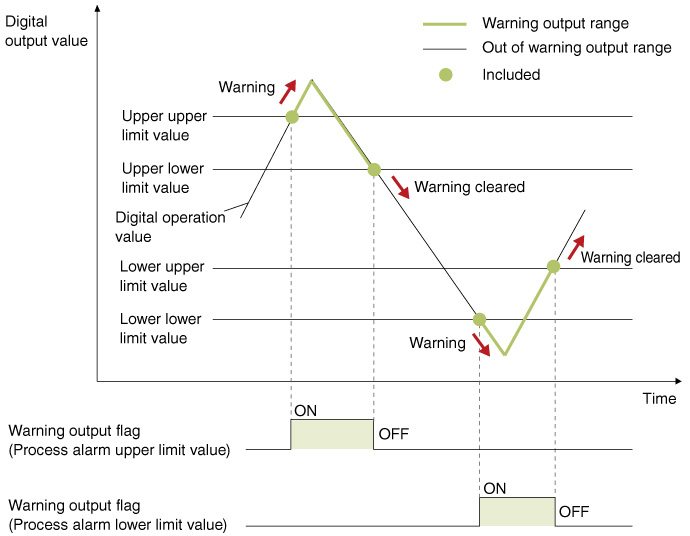 Digital
output value
Warning output range
Out of warning output range
Included
Warning
Upper upper
limit value
Upper lower
limit value
Warning cleared
Digital operation
value
Lower upper
limit value
Warning cleared
Lower lower
limit value
Warning
Time
ON
Warning output flag
(Process alarm upper limit value)
OFF
ON
Warning output flag
(Process alarm lower limit value)
OFF